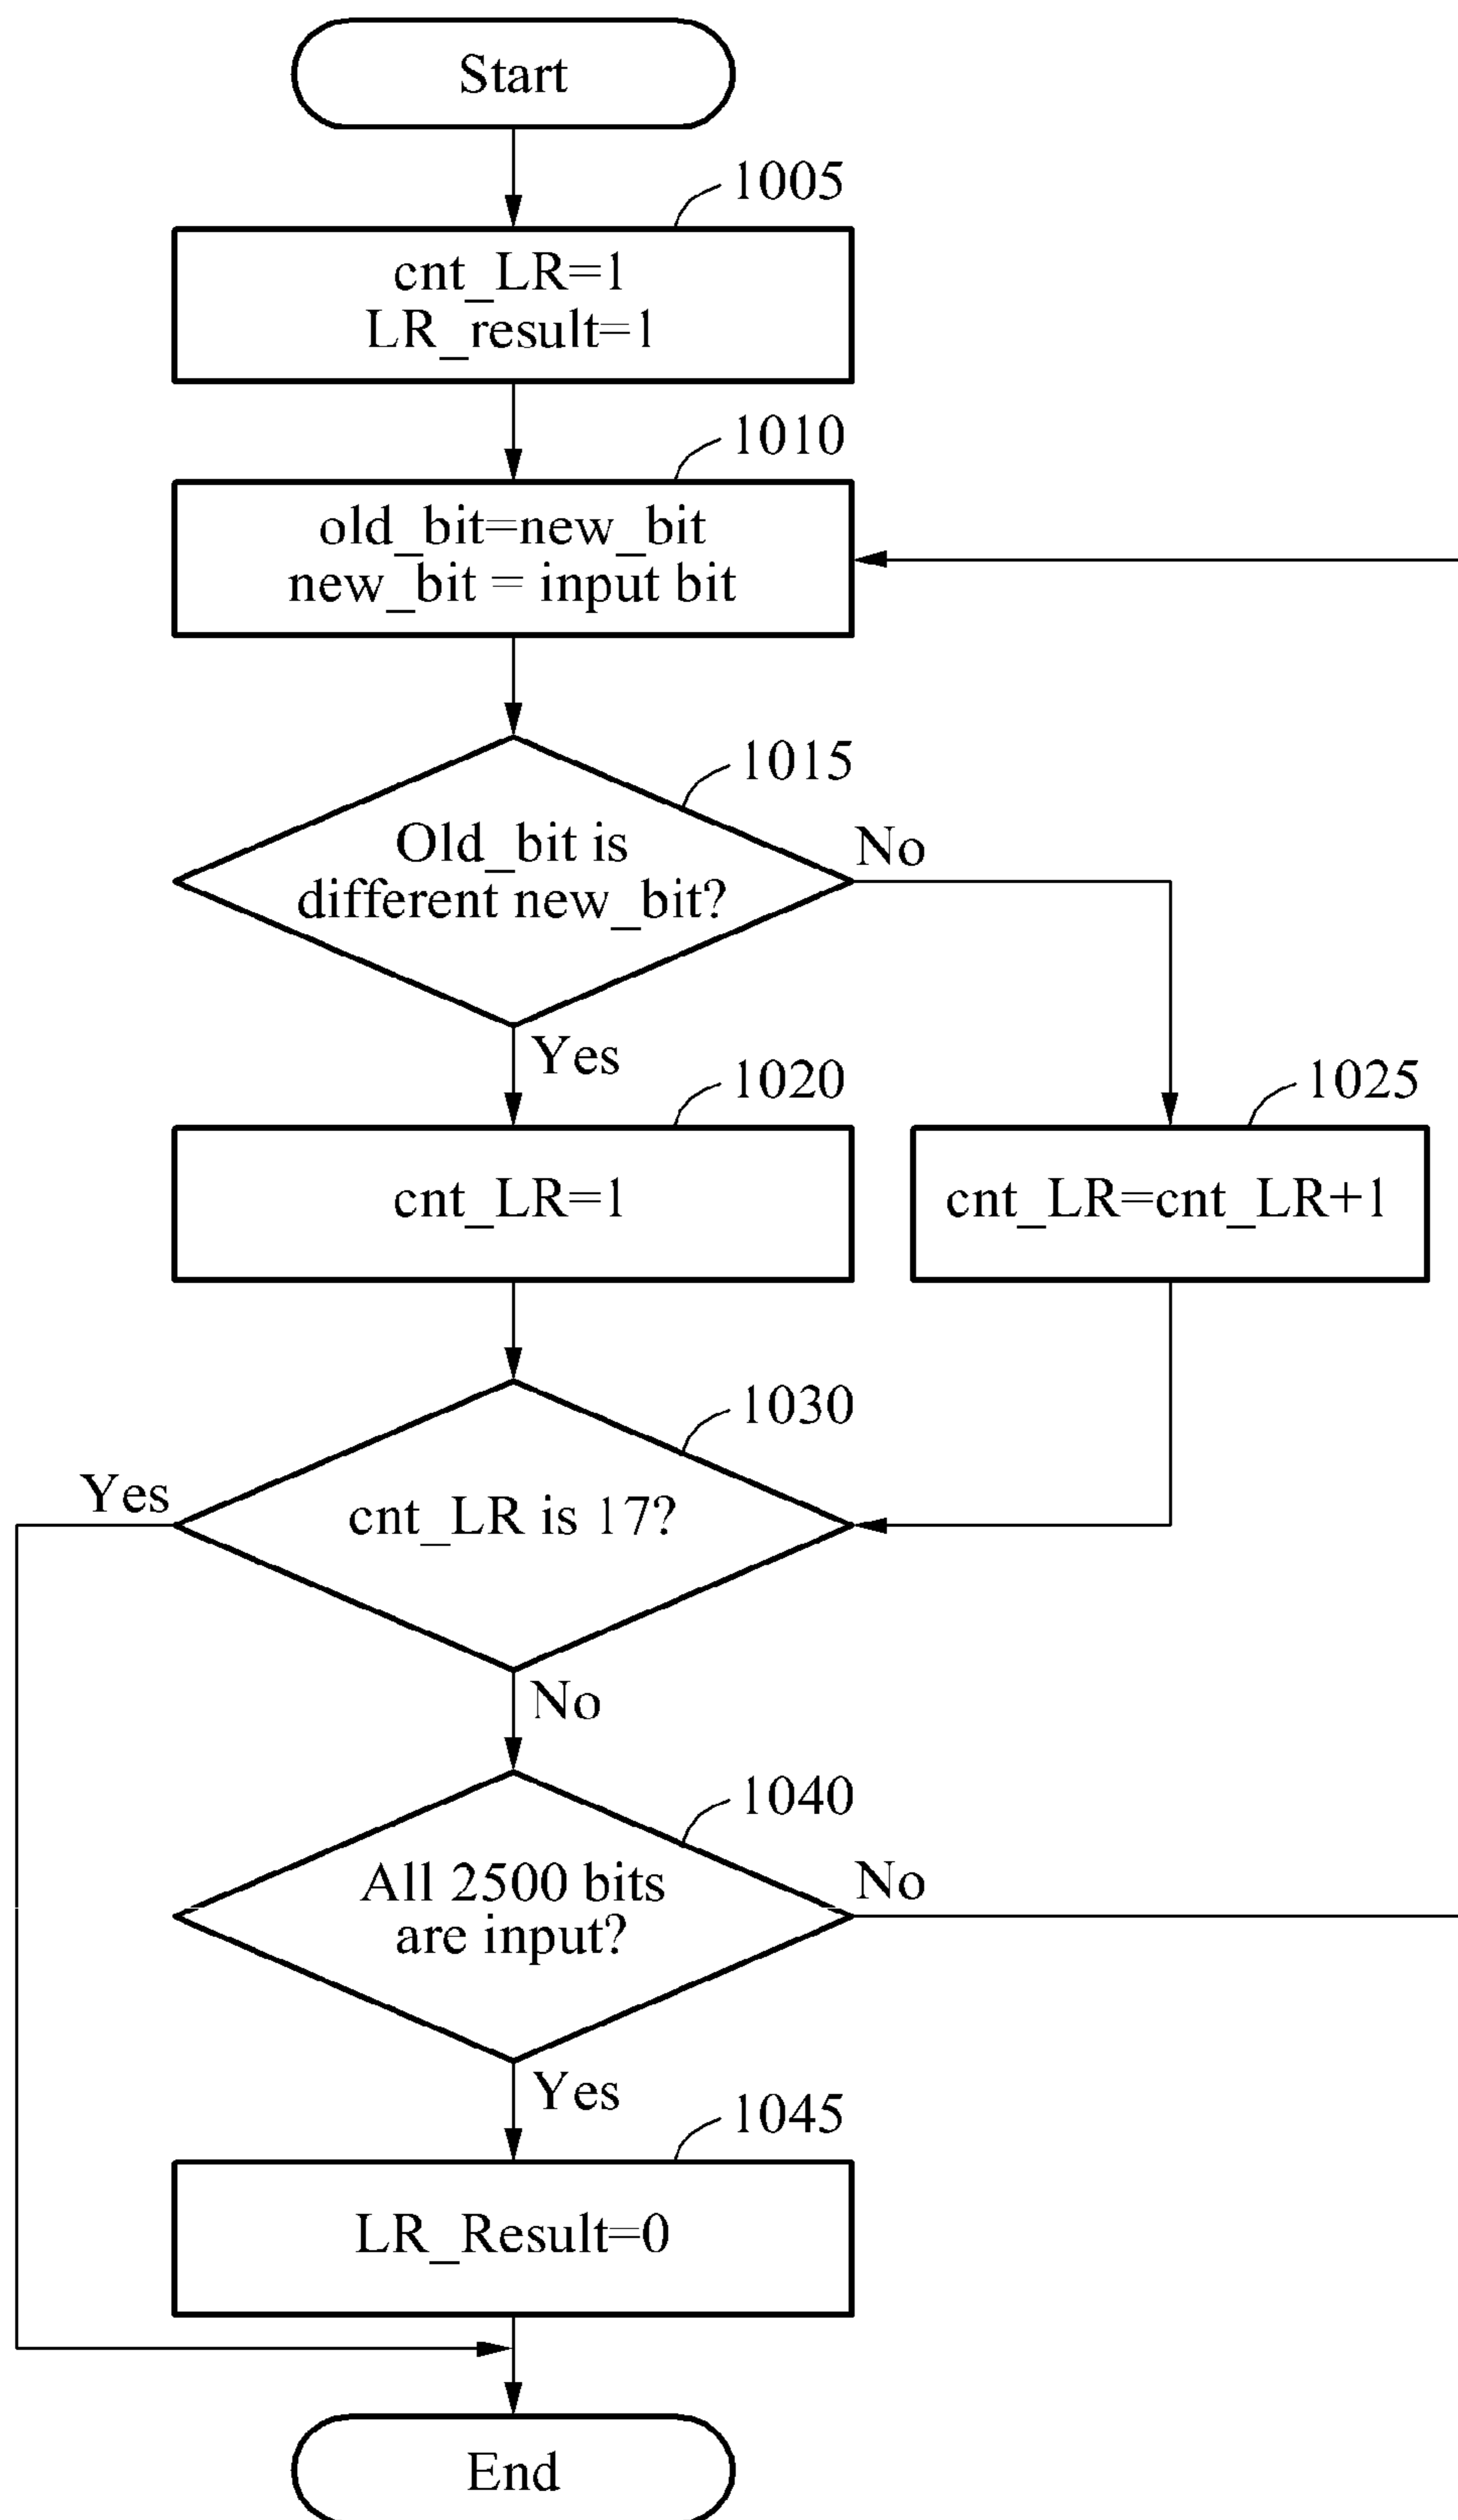 Start
1005
cnt_LR=1
LR_result=1
1010
old_bit=new_bit
new_bit = input bit
1015
Old_bit is
different new_bit?
No
Yes
1020
1025
cnt_LR=1
cnt_LR=cnt_LR+1
1030
Yes
cnt_LR is 17?
No
1040
All 2500 bits
are input?
No
Yes
1045
LR_Result=0
End